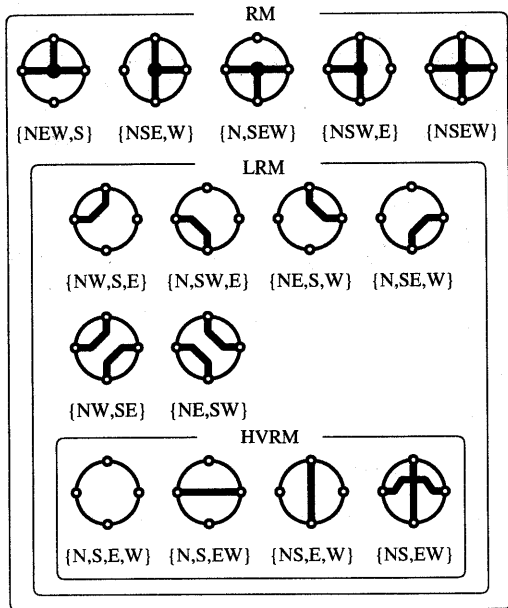 RM
{NEW,S} {NSE,W} {N,SEW} {NSW,E} {NSEW}
LRM
{NW,S,E} {N,SW,E} {NE,S,W} {N,SE,W}
{NW,SE} {NE,SW}
HVRM
{N,S,E,W} {N,S,EW} {NS,E,W} {NS,EW}